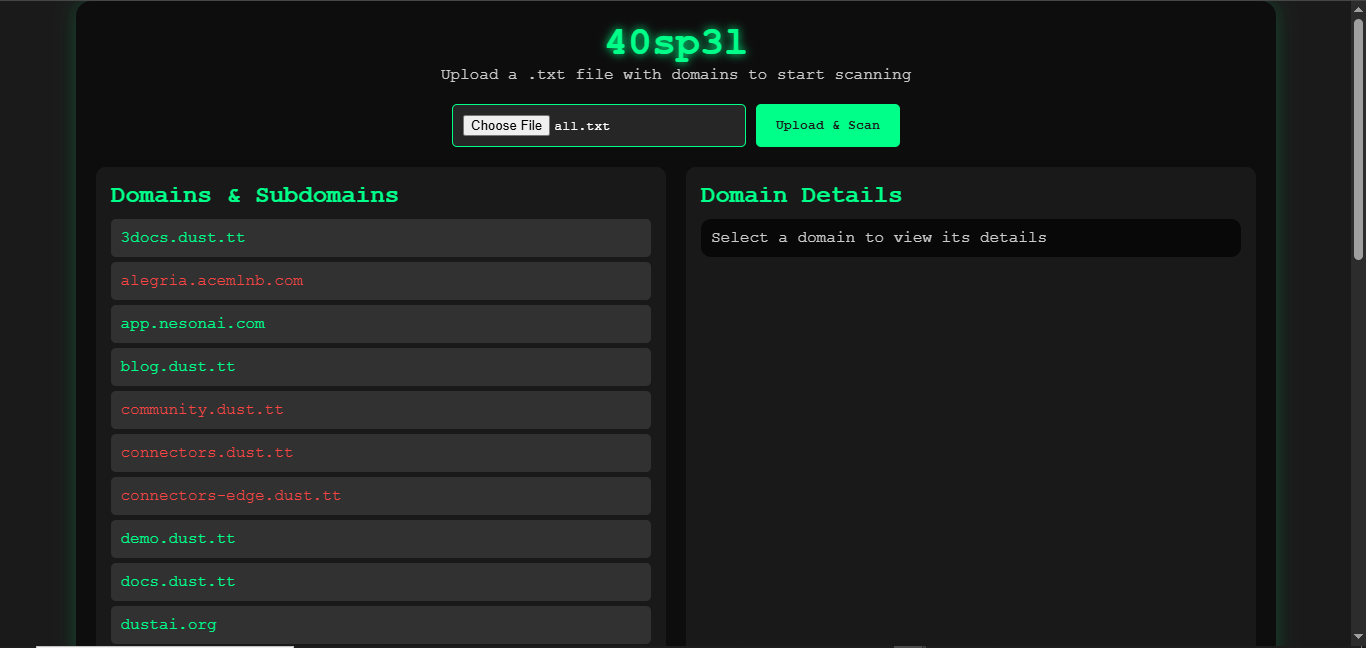 40sp3l
Upload a .txt file with domains to start scanning
Choose File all.txt
Upload & Scan
Domains & Subdomains
3docs.dust.tt
alegria.acemlnb.com
app.nesonai.com
blog.dust.tt
community.dust.tt
connectors.dust.tt
connectors-edge.dust.tt
demo.dust.tt
docs.dust.tt
dustai.org
Domain Details
Select a domain to view its details